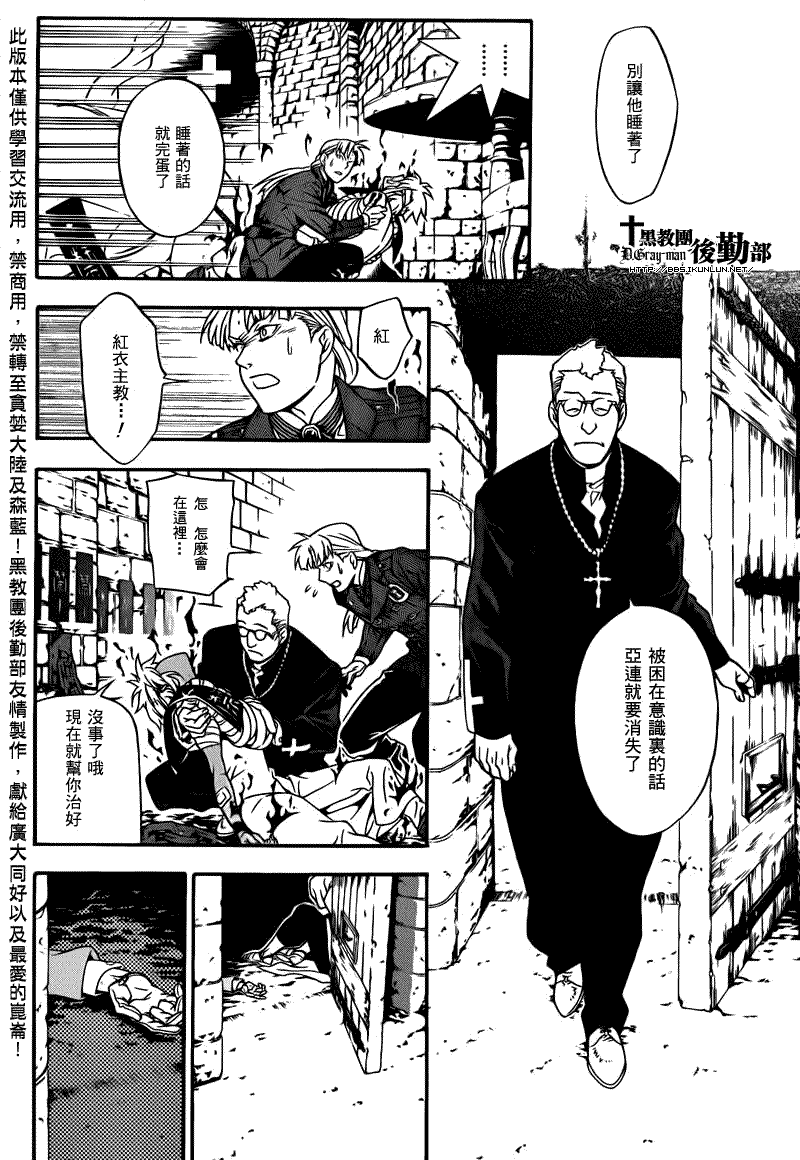 別讓他睡著了
黑教團
D.Gray-man 後勤部
HTTP://BBS.IKUNLUN.NET/
………
睡著的話
就完蛋了
被困在意識裏的話
亞連就要消失了
紅
紅衣主教…！
怎 怎麼會
在這裡…
沒事了哦
現在就幫你治好
此版本僅供學習交流用，禁商用，禁轉至貪婪大陸及森藍！黑教團後勤部友情製作，獻給廣大同好以及最愛的崑崙！